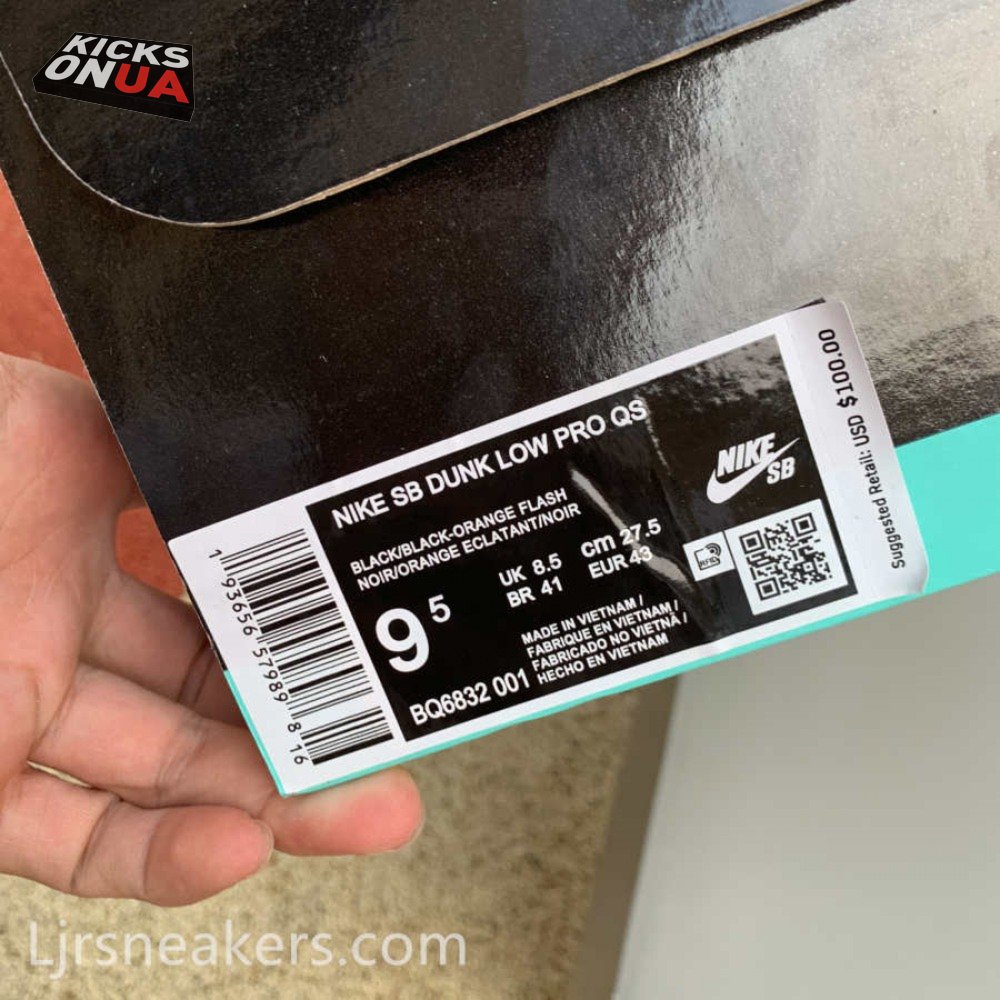 KICKS
ONUA
NIKE SB DUNK LOW PRO QS
BLACK/BLACK-ORANGE FLASH
NOIR/ORANGE ECLATANT/NOIR
9 5
UK 8.5 cm 27.5
BR 41 EUR 43
MADE IN VIETNAM /
FABRIQUE EN VIETNAM /
FABRICADO NO VIETNÃ /
HECHO EN VIETNAM
BQ6832 001
NIKE
SB
RFID
Suggested Retail: USD $100.00
1 93656 57989 8 16
Ljrsneakers.com